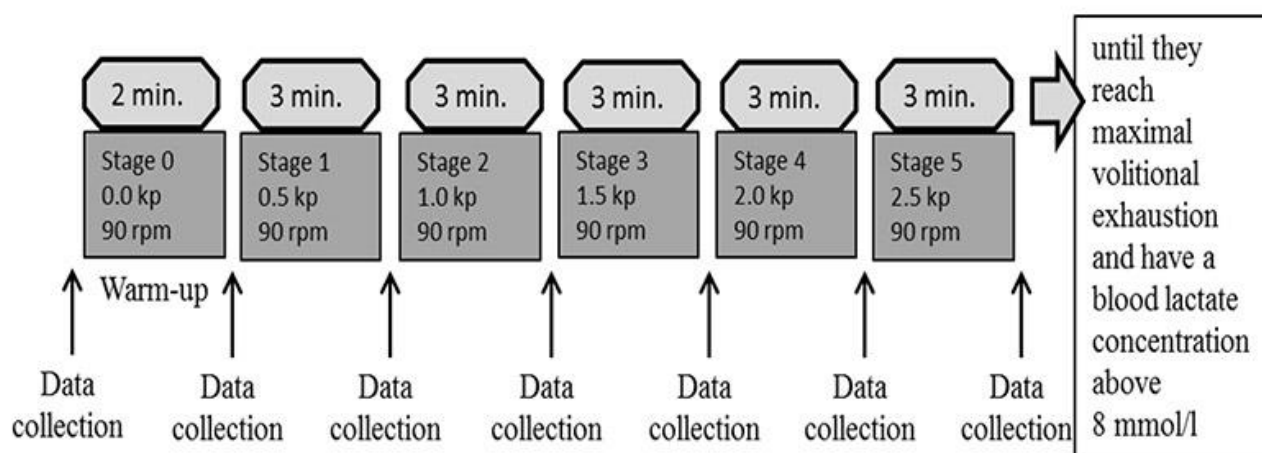 2 min.
3 min.
3 min.
3 min.
3 min.
3 min.
Stage 0
0.0 kp
90 rpm
Stage 1
0.5 kp
90 rpm
Stage 2
1.0 kp
90 rpm
Stage 3
1.5 kp
90 rpm
Stage 4
2.0 kp
90 rpm
Stage 5
2.5 kp
90 rpm
Warm-up
Data
collection
Data
collection
Data
collection
Data
collection
Data
collection
Data
collection
Data
collection
until they
reach
maximal
volitional
exhaustion
and have a
blood lactate
concentration
above
8 mmol/l